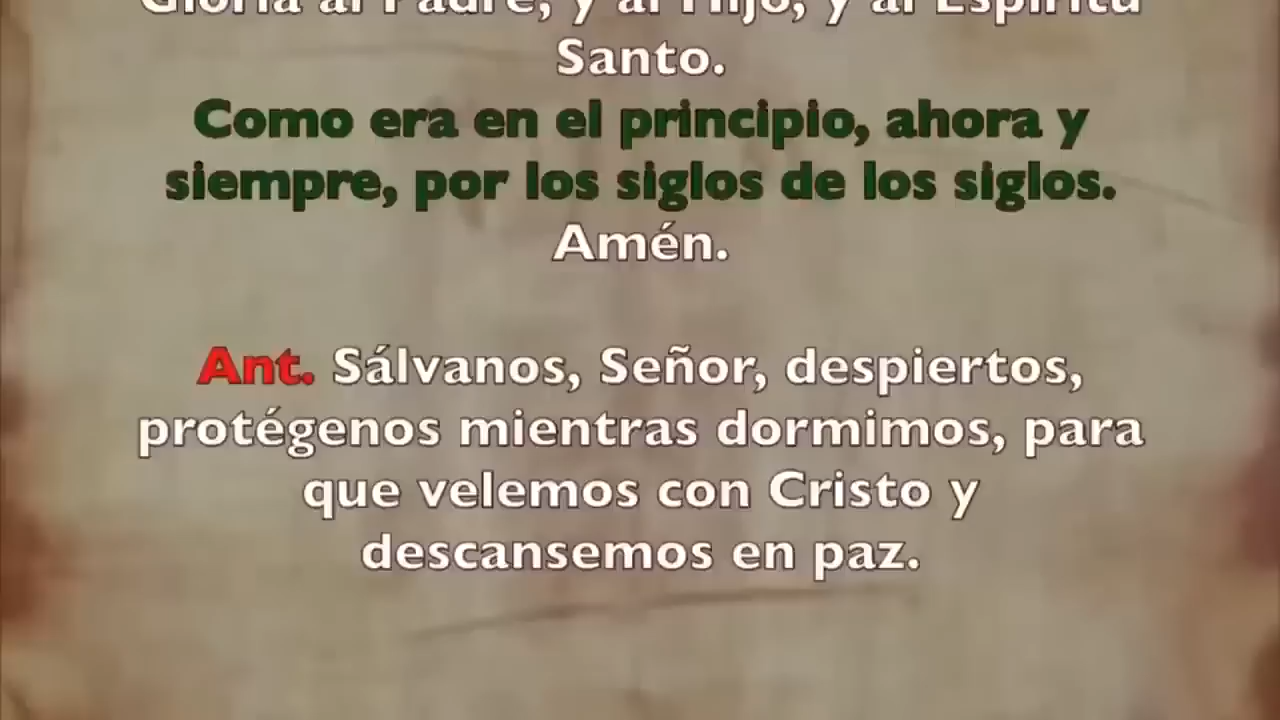 Gloria al Padre, y al Hijo, y al Espíritu
Santo.
Como era en el principio, ahora y
siempre, por los siglos de los siglos.
Amén.
Ant. Sálvanos, Señor, despiertos,
protégenos mientras dormimos, para
que velemos con Cristo y
descansemos en paz.